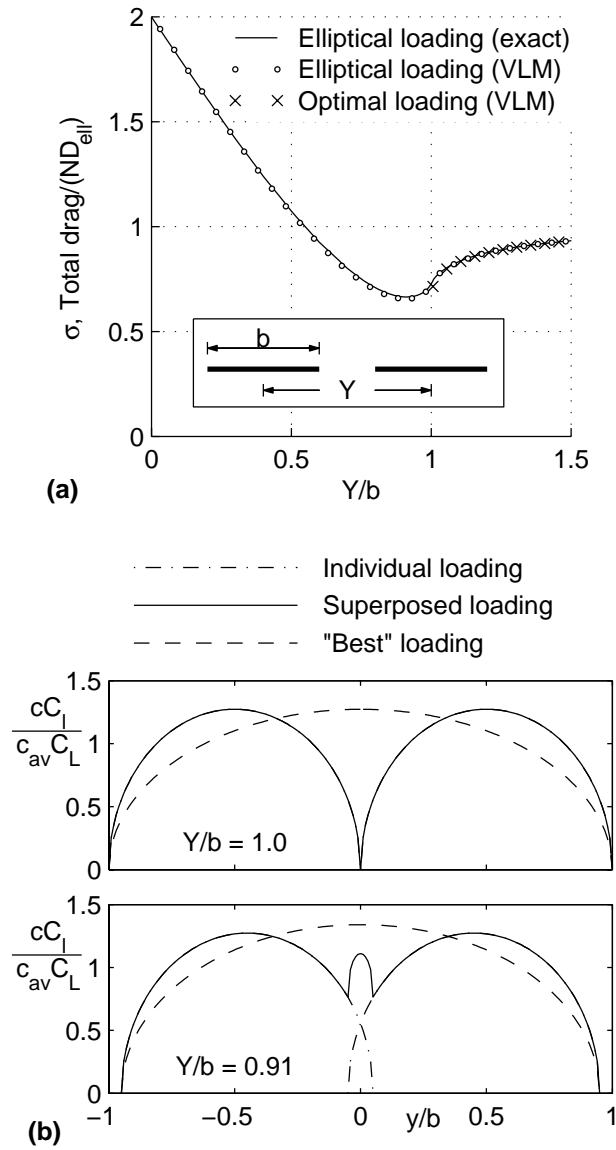 Elliptical loading (exact)
Elliptical loading (VLM)
Optimal loading (VLM)
σ, Total drag/(ND_ell)
2
1.5
1
0.5
0
b
Y
0
0.5
1
1.5
Y/b
(a)
Individual loading
Superposed loading
"Best" loading
1.5
1
0.5
0
cC_l
c_av C_L
Y/b = 1.0
1.5
1
0.5
0
cC_l
c_av C_L
Y/b = 0.91
−1
−0.5
0
y/b
0.5
1
(b)